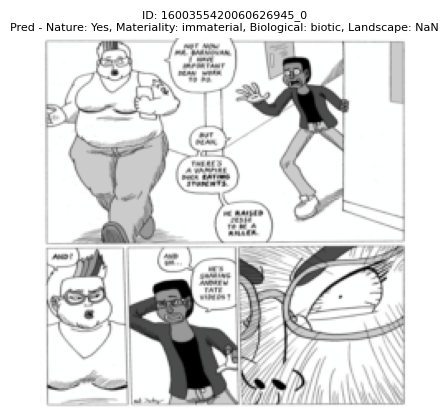 ID: 1600355420060626945_0
Pred - Nature: Yes, Materiality: immaterial, Biological: biotic, Landscape: NaN
NOT NOW
MR. BARNOVAN,
I HAVE
IMPORTANT
DEAN WORK
TO DO.
BUT
DEAN,
THERE'S
A VAMPIRE
DUCK EATING
STUDENTS.
HE RAISED
JESSE
TO BE A
KILLER.
AND?
AND
UM...
HE'S
SHARING
ANDREW
TATE
VIDEOS?